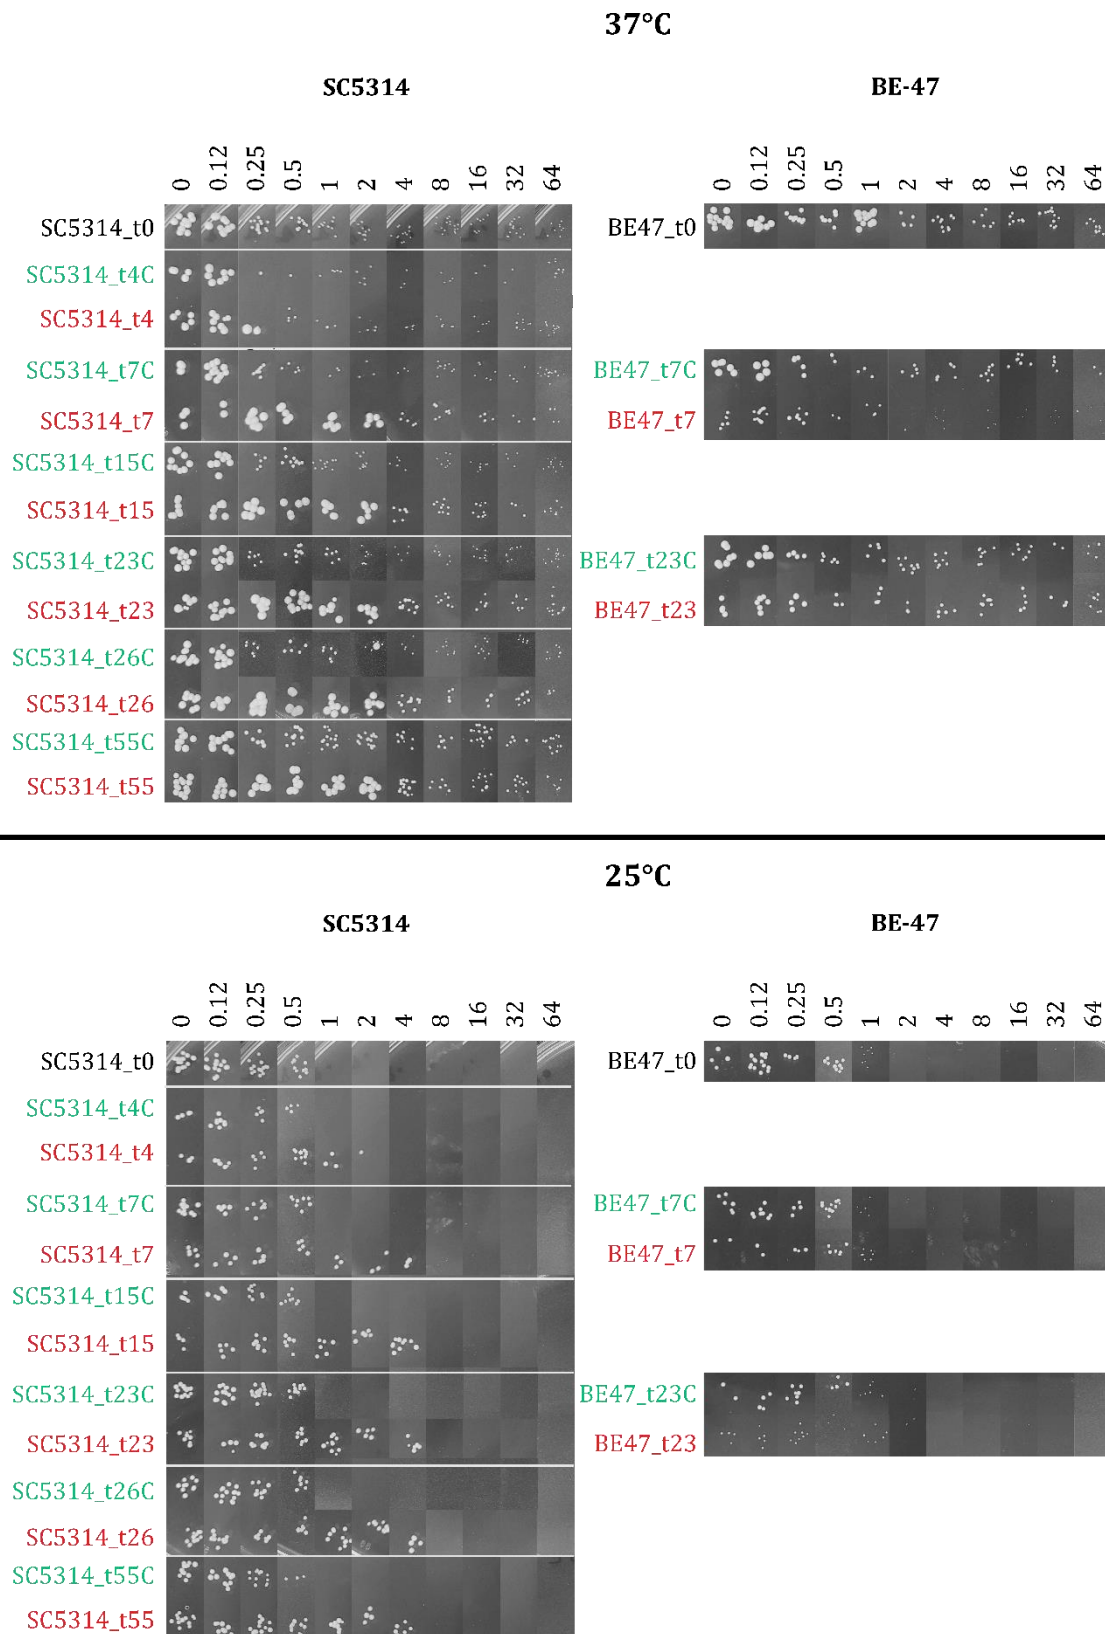 37°C
SC5314 BE-47
0 0.12 0.25 0.5 1 2 4 8 16 32 64 0 0.12 0.25 0.5 1 2 4 8 16 32 64
SC5314_t0 BE47_t0
SC5314_t4C
SC5314_t4
SC5314_t7C BE47_t7C
SC5314_t7 BE47_t7
SC5314_t15C
SC5314_t15
SC5314_t23C BE47_t23C
SC5314_t23 BE47_t23
SC5314_t26C
SC5314_t26
SC5314_t55C
SC5314_t55
25°C
SC5314 BE-47
0 0.12 0.25 0.5 1 2 4 8 16 32 64 0 0.12 0.25 0.5 1 2 4 8 16 32 64
SC5314_t0 BE47_t0
SC5314_t4C
SC5314_t4
SC5314_t7C BE47_t7C
SC5314_t7 BE47_t7
SC5314_t15C
SC5314_t15
SC5314_t23C BE47_t23C
SC5314_t23 BE47_t23
SC5314_t26C
SC5314_t26
SC5314_t55C
SC5314_t55